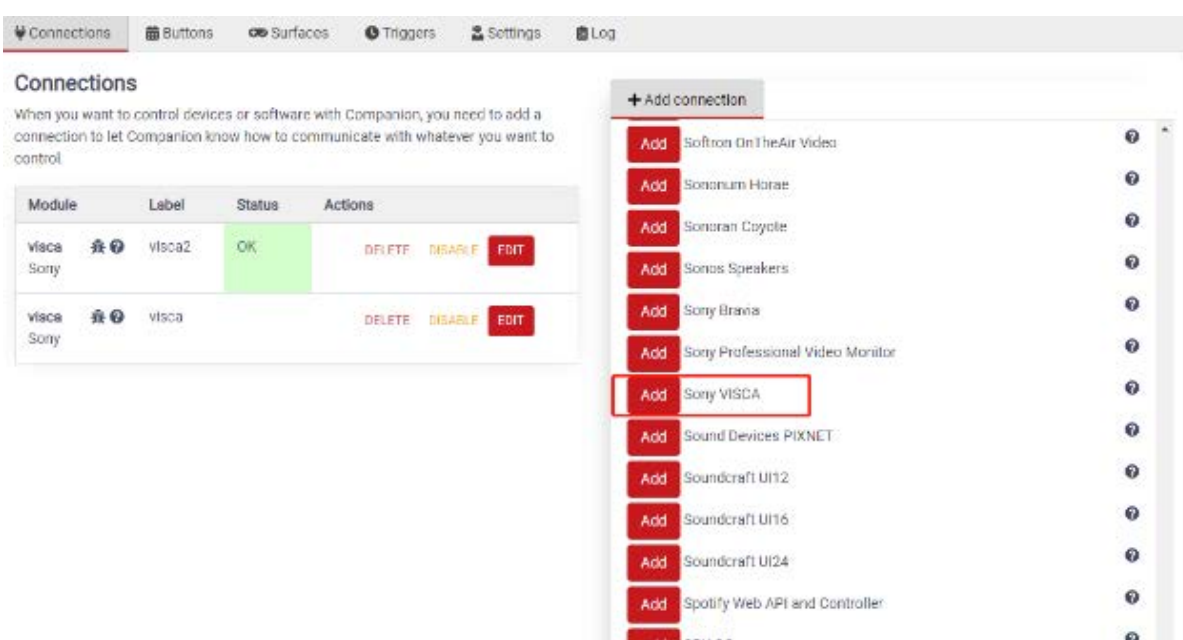 Connections Buttons Surfaces Triggers Settings Log
Connections
When you want to control devices or software with Companion, you need to add a
connection to let Companion know how to communicate with whatever you want to
control
Module Label Status Actions
visca visca2 OK DELETE DISABLE EDIT
Sony
visca visca DELETE DISABLE EDIT
Sony
+ Add connection
Add Softron OnTheAir Video
Add Sononum Horae
Add Sonoran Coyote
Add Sonos Speakers
Add Sony Bravia
Add Sony Professional Video Monitor
Add Sony VISCA
Add Sound Devices PIXNET
Add Soundcraft UI12
Add Soundcraft UI16
Add Soundcraft UI24
Add Spotify Web API and Controller